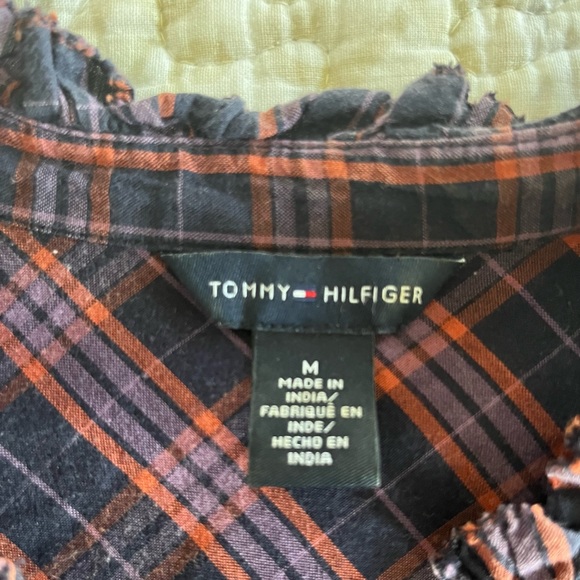 TOMMY HILFIGER
M
MADE IN
INDIA/
FABRIQUÉ EN
INDE/
HECHO EN
INDIA